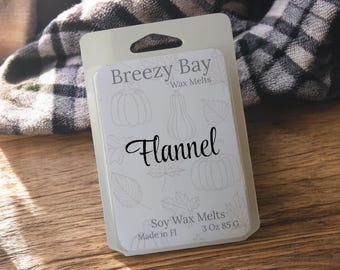 Breezy Bay
Wax Melts
Flannel
Soy Wax Melts
Made in Fl 3 Oz 85 G